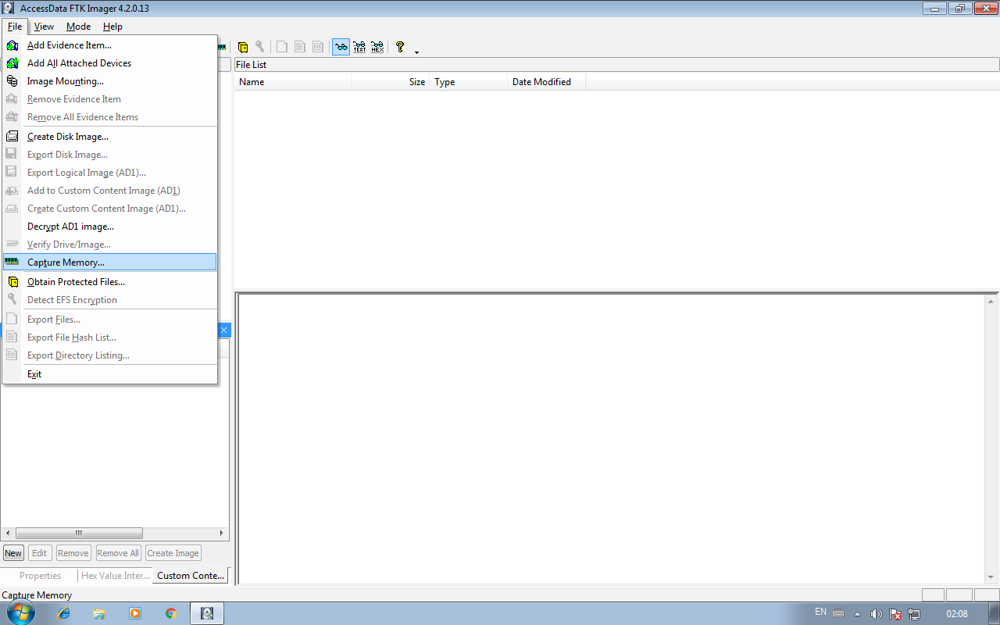 AccessData FTK Imager 4.2.0.13
File View Mode Help
Add Evidence Item...
Add All Attached Devices
Image Mounting...
Remove Evidence Item
Remove All Evidence Items
Create Disk Image...
Export Disk Image...
Export Logical Image (AD1)...
Add to Custom Content Image (AD1)
Create Custom Content Image (AD1)...
Decrypt AD1 image...
Verify Drive/Image...
Capture Memory...
Obtain Protected Files...
Detect EFS Encryption
Export Files...
Export File Hash List...
Export Directory Listing...
Exit
TEXT HEX
File List
Name Size Type Date Modified
New Edit Remove Remove All Create Image
Properties Hex Value Inter... Custom Conte...
Capture Memory
EN 02:08